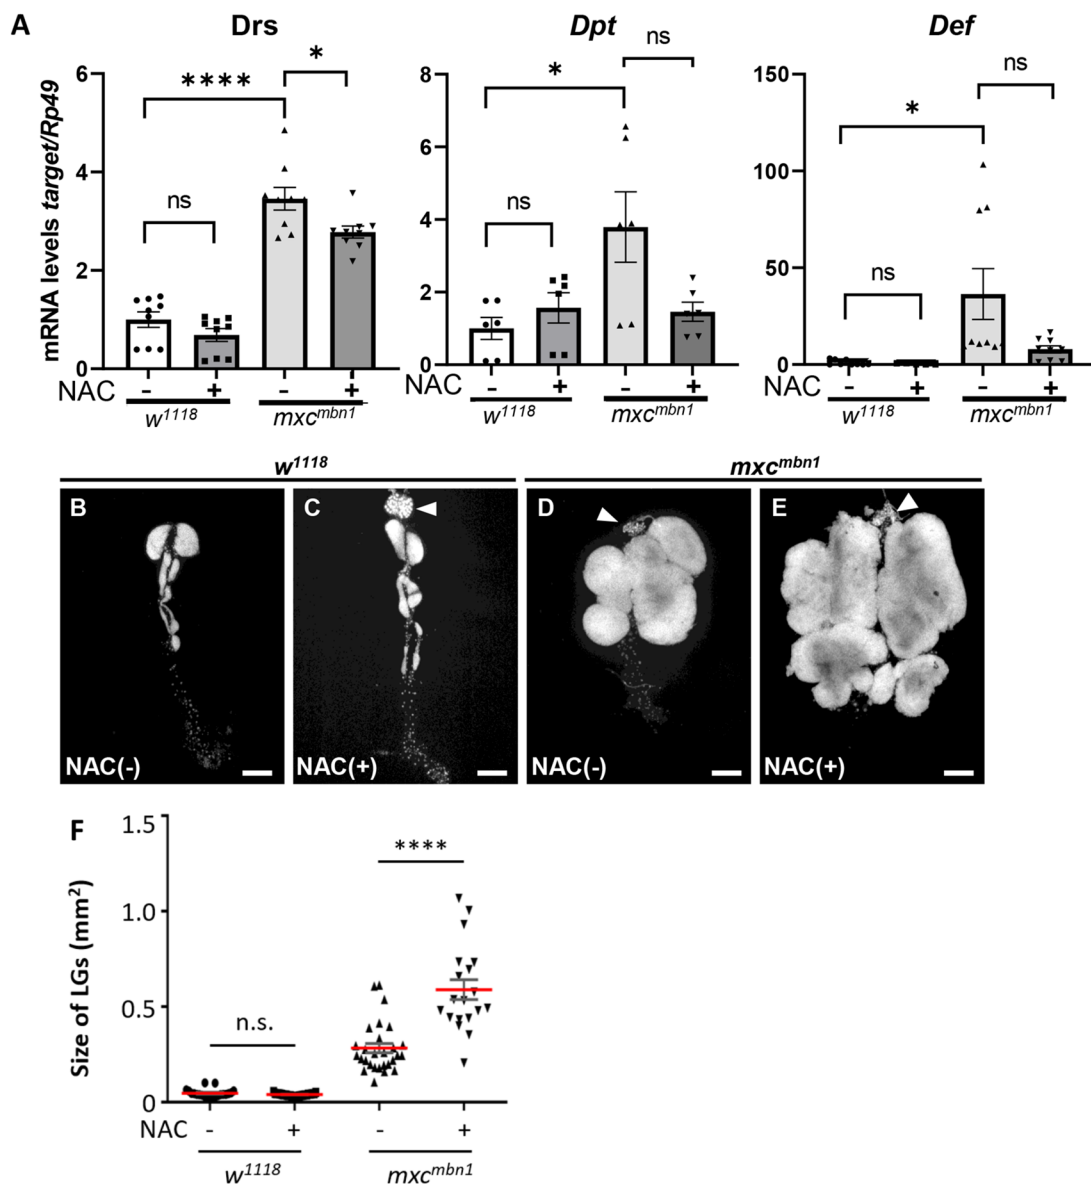 A
Drs
Dpt
Def
mRNA levels target/Rp49
6
4
2
0
ns
****
*
NAC
- + - +
w1118
mxcmbn1
8
6
4
2
0
ns
*
ns
NAC
- + - +
w1118
mxcmbn1
150
100
50
0
ns
*
ns
NAC
- + - +
w1118
mxcmbn1
w1118
mxcmbn1
B
NAC(-)
C
NAC(+)
D
NAC(-)
E
NAC(+)
F
Size of LGs (mm2)
1.5
1.0
0.5
0
n.s.
****
NAC
- + - +
w1118
mxcmbn1